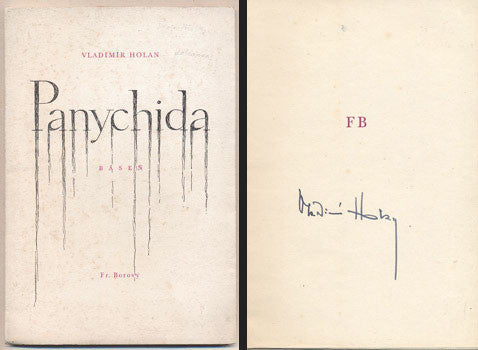 VLADIMÍR HOLAN
Panychida
BÁSEŇ
Fr. Borový
FB
Vladimír Holan